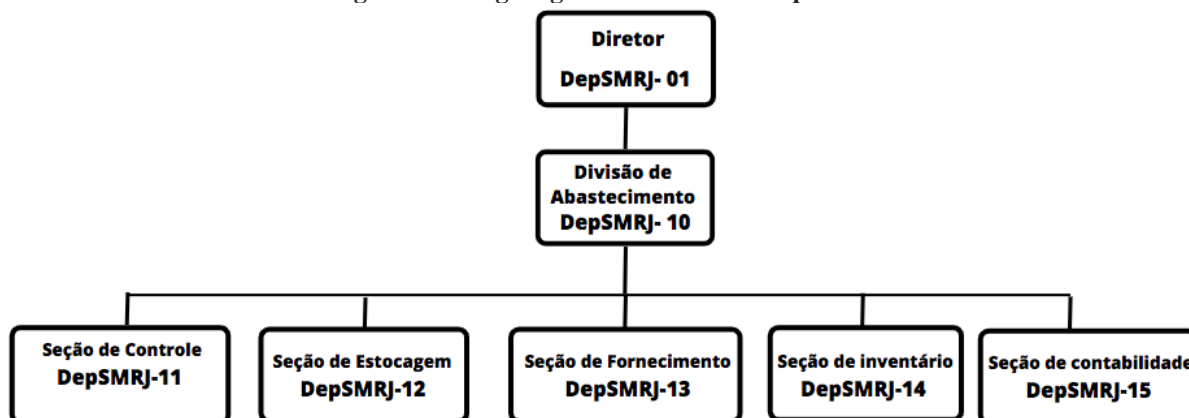 Diretor
DepSMRJ- 01
Divisão de
Abastecimento
DepSMRJ- 10
Seção de Controle
DepSMRJ-11
Seção de Estocagem
DepSMRJ-12
Seção de Fornecimento
DepSMRJ-13
Seção de inventário
DepSMRJ-14
Seção de contabilidade
DepSMRJ-15